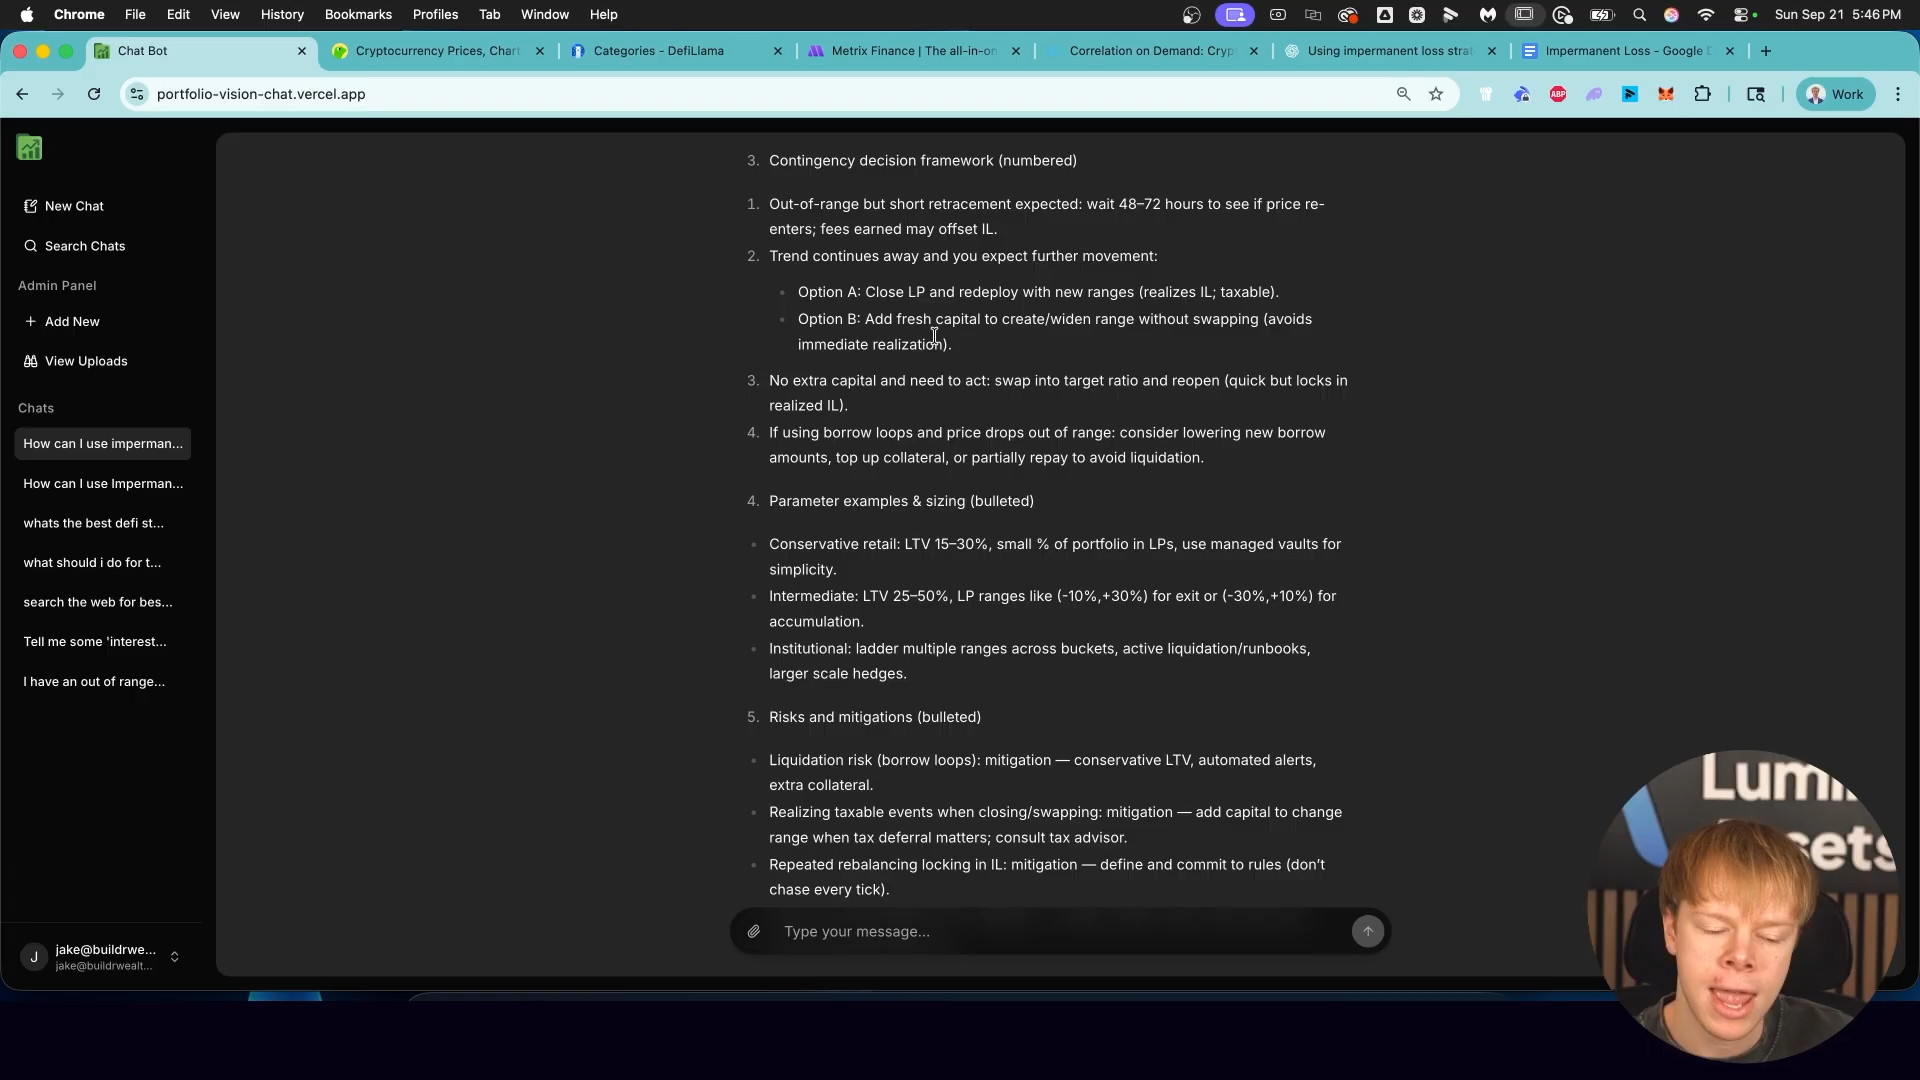 Chrome File Edit View History Bookmarks Profiles Tab Window Help Sun Sep 21 5:46 PM
Chat Bot
Cryptocurrency Prices, Chart
Categories - DefiLlama
Metrix Finance | The all-in-on
Correlation on Demand: Cryp
Using impermanent loss strat
Impermanent Loss - Google D
portfolio-vision-chat.vercel.app
ABP
Work
New Chat
Search Chats
Admin Panel
Add New
View Uploads
Chats
How can I use imperman...
How can I use Imperman...
whats the best defi st...
what should i do for t...
search the web for bes...
Tell me some 'interest...
I have an out of range...
J
jake@buildrwe...
jake@buildrwealt...
3. Contingency decision framework (numbered)
1. Out-of-range but short retracement expected: wait 48–72 hours to see if price re-
enters; fees earned may offset IL.
2. Trend continues away and you expect further movement:
Option A: Close LP and redeploy with new ranges (realizes IL; taxable).
Option B: Add fresh capital to create/widen range without swapping (avoids
immediate realization).
3. No extra capital and need to act: swap into target ratio and reopen (quick but locks in
realized IL).
4. If using borrow loops and price drops out of range: consider lowering new borrow
amounts, top up collateral, or partially repay to avoid liquidation.
4. Parameter examples & sizing (bulleted)
Conservative retail: LTV 15–30%, small % of portfolio in LPs, use managed vaults for
simplicity.
Intermediate: LTV 25–50%, LP ranges like (-10%,+30%) for exit or (-30%,+10%) for
accumulation.
Institutional: ladder multiple ranges across buckets, active liquidation/runbooks,
larger scale hedges.
5. Risks and mitigations (bulleted)
Liquidation risk (borrow loops): mitigation — conservative LTV, automated alerts,
extra collateral.
Realizing taxable events when closing/swapping: mitigation — add capital to change
range when tax deferral matters; consult tax advisor.
Repeated rebalancing locking in IL: mitigation — define and commit to rules (don't
chase every tick).
Type your message...